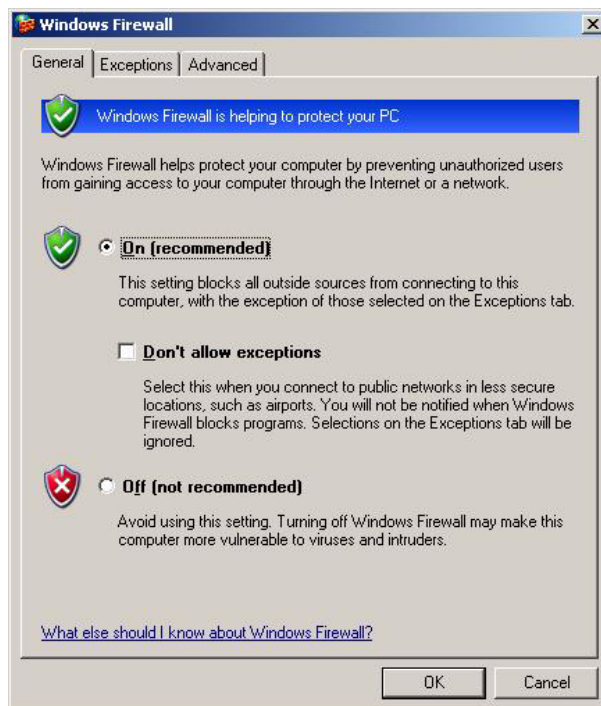 Windows Firewall
General
Exceptions
Advanced
Windows Firewall is helping to protect your PC
Windows Firewall helps protect your computer by preventing unauthorized users
from gaining access to your computer through the Internet or a network.
On (recommended)
This setting blocks all outside sources from connecting to this
computer, with the exception of those selected on the Exceptions tab.
Don't allow exceptions
Select this when you connect to public networks in less secure
locations, such as airports. You will not be notified when Windows
Firewall blocks programs. Selections on the Exceptions tab will be
ignored.
Off (not recommended)
Avoid using this setting. Turning off Windows Firewall may make this
computer more vulnerable to viruses and intruders.
What else should I know about Windows Firewall?
OK
Cancel